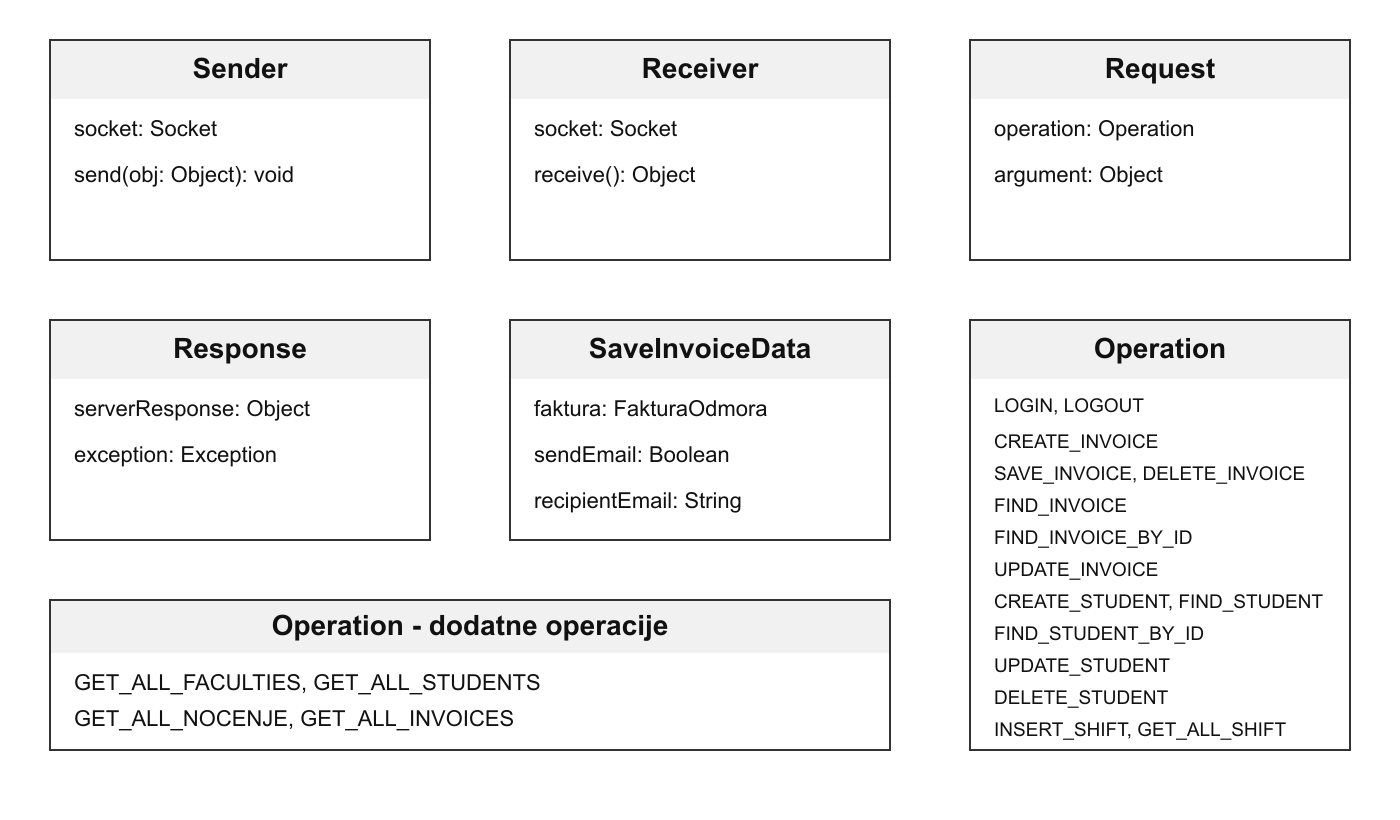 Sender
socket: Socket
send(obj: Object): void
Receiver
socket: Socket
receive(): Object
Request
operation: Operation
argument: Object
Response
serverResponse: Object
exception: Exception
SaveInvoiceData
faktura: FakturaOdmora
sendEmail: Boolean
recipientEmail: String
Operation
LOGIN, LOGOUT
CREATE_INVOICE
SAVE_INVOICE, DELETE_INVOICE
FIND_INVOICE
FIND_INVOICE_BY_ID
UPDATE_INVOICE
CREATE_STUDENT, FIND_STUDENT
FIND_STUDENT_BY_ID
UPDATE_STUDENT
DELETE_STUDENT
INSERT_SHIFT, GET_ALL_SHIFT
Operation - dodatne operacije
GET_ALL_FACULTIES, GET_ALL_STUDENTS
GET_ALL_NOCENJE, GET_ALL_INVOICES